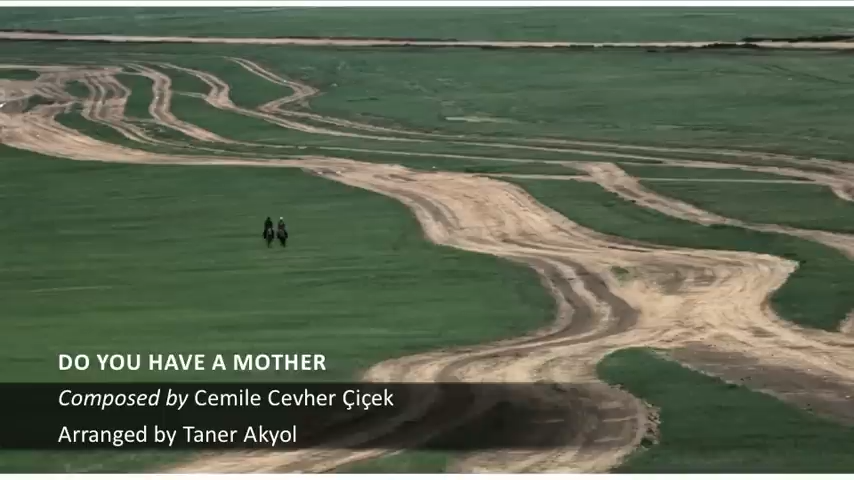 DO YOU HAVE A MOTHER
Composed by Cemile Cevher Çiçek
Arranged by Taner Akyol